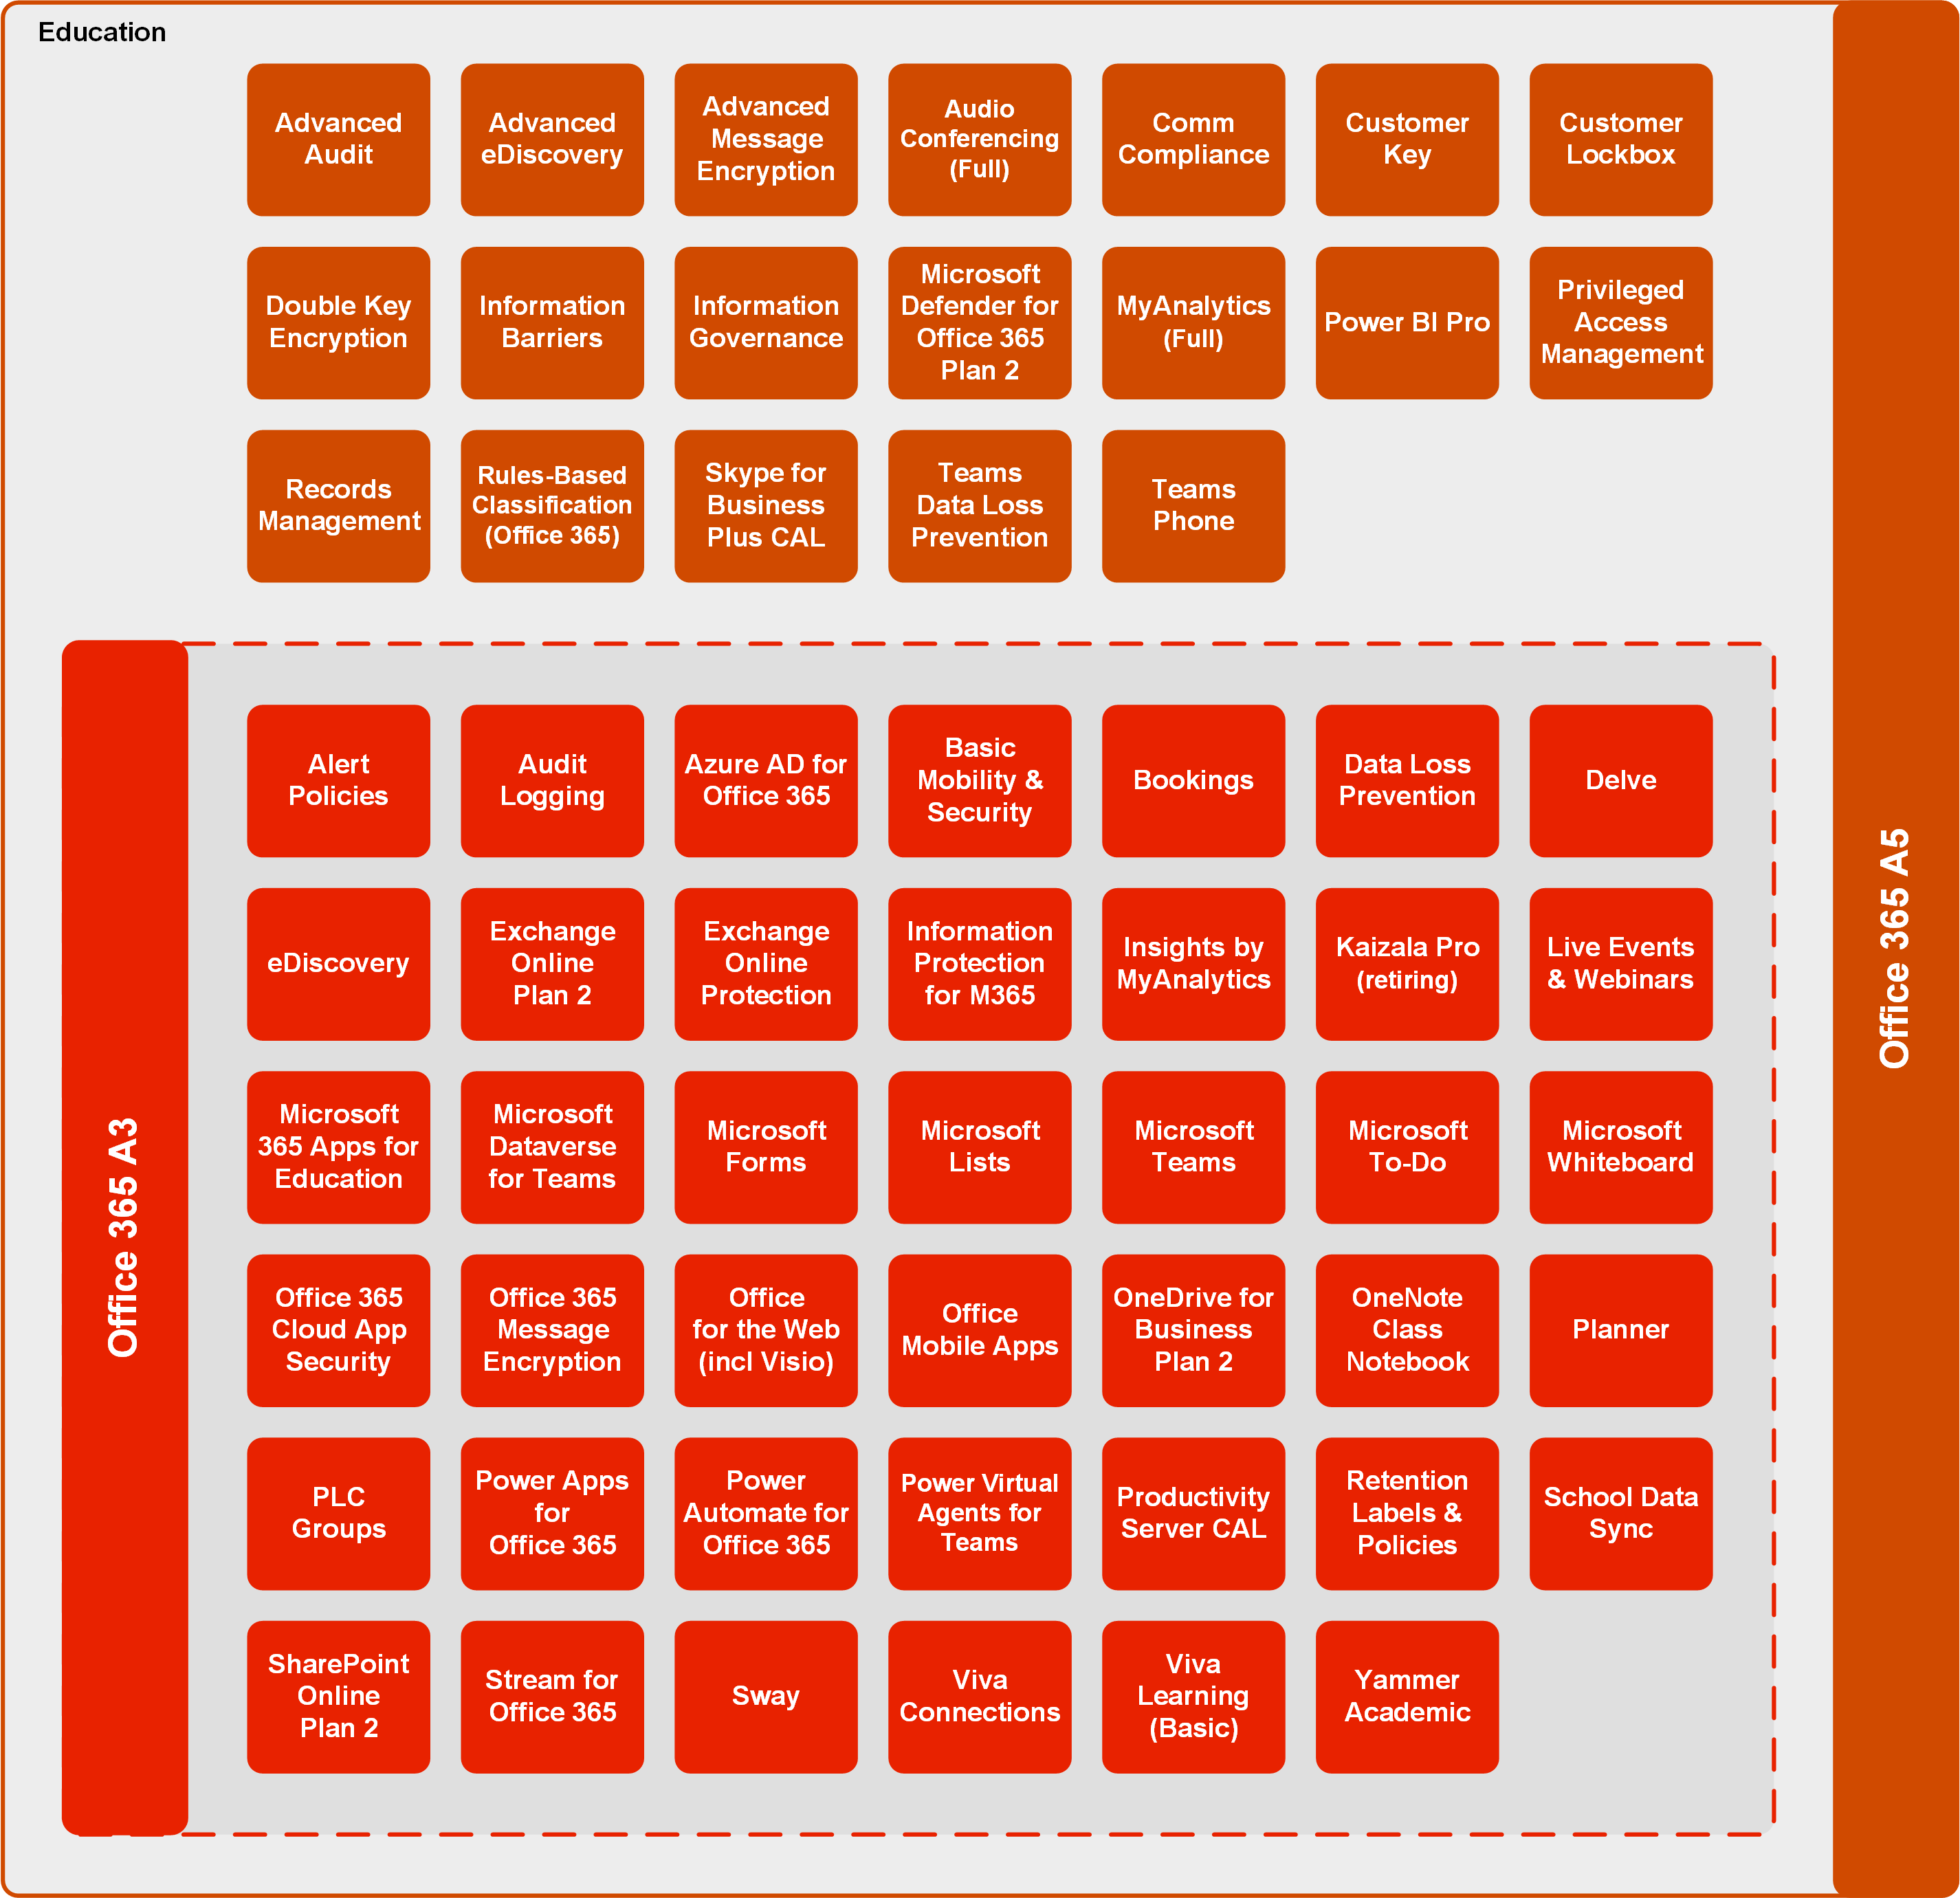 Education
Advanced
Audit
Advanced
eDiscovery
Advanced
Message
Encryption
Audio
Conferencing
(Full)
Comm
Compliance
Customer
Key
Customer
Lockbox
Double Key
Encryption
Information
Barriers
Information
Governance
Microsoft
Defender for
Office 365
Plan 2
MyAnalytics
(Full)
Power BI Pro
Privileged
Access
Management
Records
Management
Rules-Based
Classification
(Office 365)
Skype for
Business
Plus CAL
Teams
Data Loss
Prevention
Teams
Phone
Office 365 A5
Office 365 A3
Alert
Policies
Audit
Logging
Azure AD for
Office 365
Basic
Mobility &
Security
Bookings
Data Loss
Prevention
Delve
eDiscovery
Exchange
Online
Plan 2
Exchange
Online
Protection
Information
Protection
for M365
Insights by
MyAnalytics
Kaizala Pro
(retiring)
Live Events
& Webinars
Microsoft
365 Apps for
Education
Microsoft
Dataverse
for Teams
Microsoft
Forms
Microsoft
Lists
Microsoft
Teams
Microsoft
To-Do
Microsoft
Whiteboard
Office 365
Cloud App
Security
Office 365
Message
Encryption
Office
for the Web
(incl Visio)
Office
Mobile Apps
OneDrive for
Business
Plan 2
OneNote
Class
Notebook
Planner
PLC
Groups
Power Apps
for
Office 365
Power
Automate for
Office 365
Power Virtual
Agents for
Teams
Productivity
Server CAL
Retention
Labels &
Policies
School Data
Sync
SharePoint
Online
Plan 2
Stream for
Office 365
Sway
Viva
Connections
Viva
Learning
(Basic)
Yammer
Academic